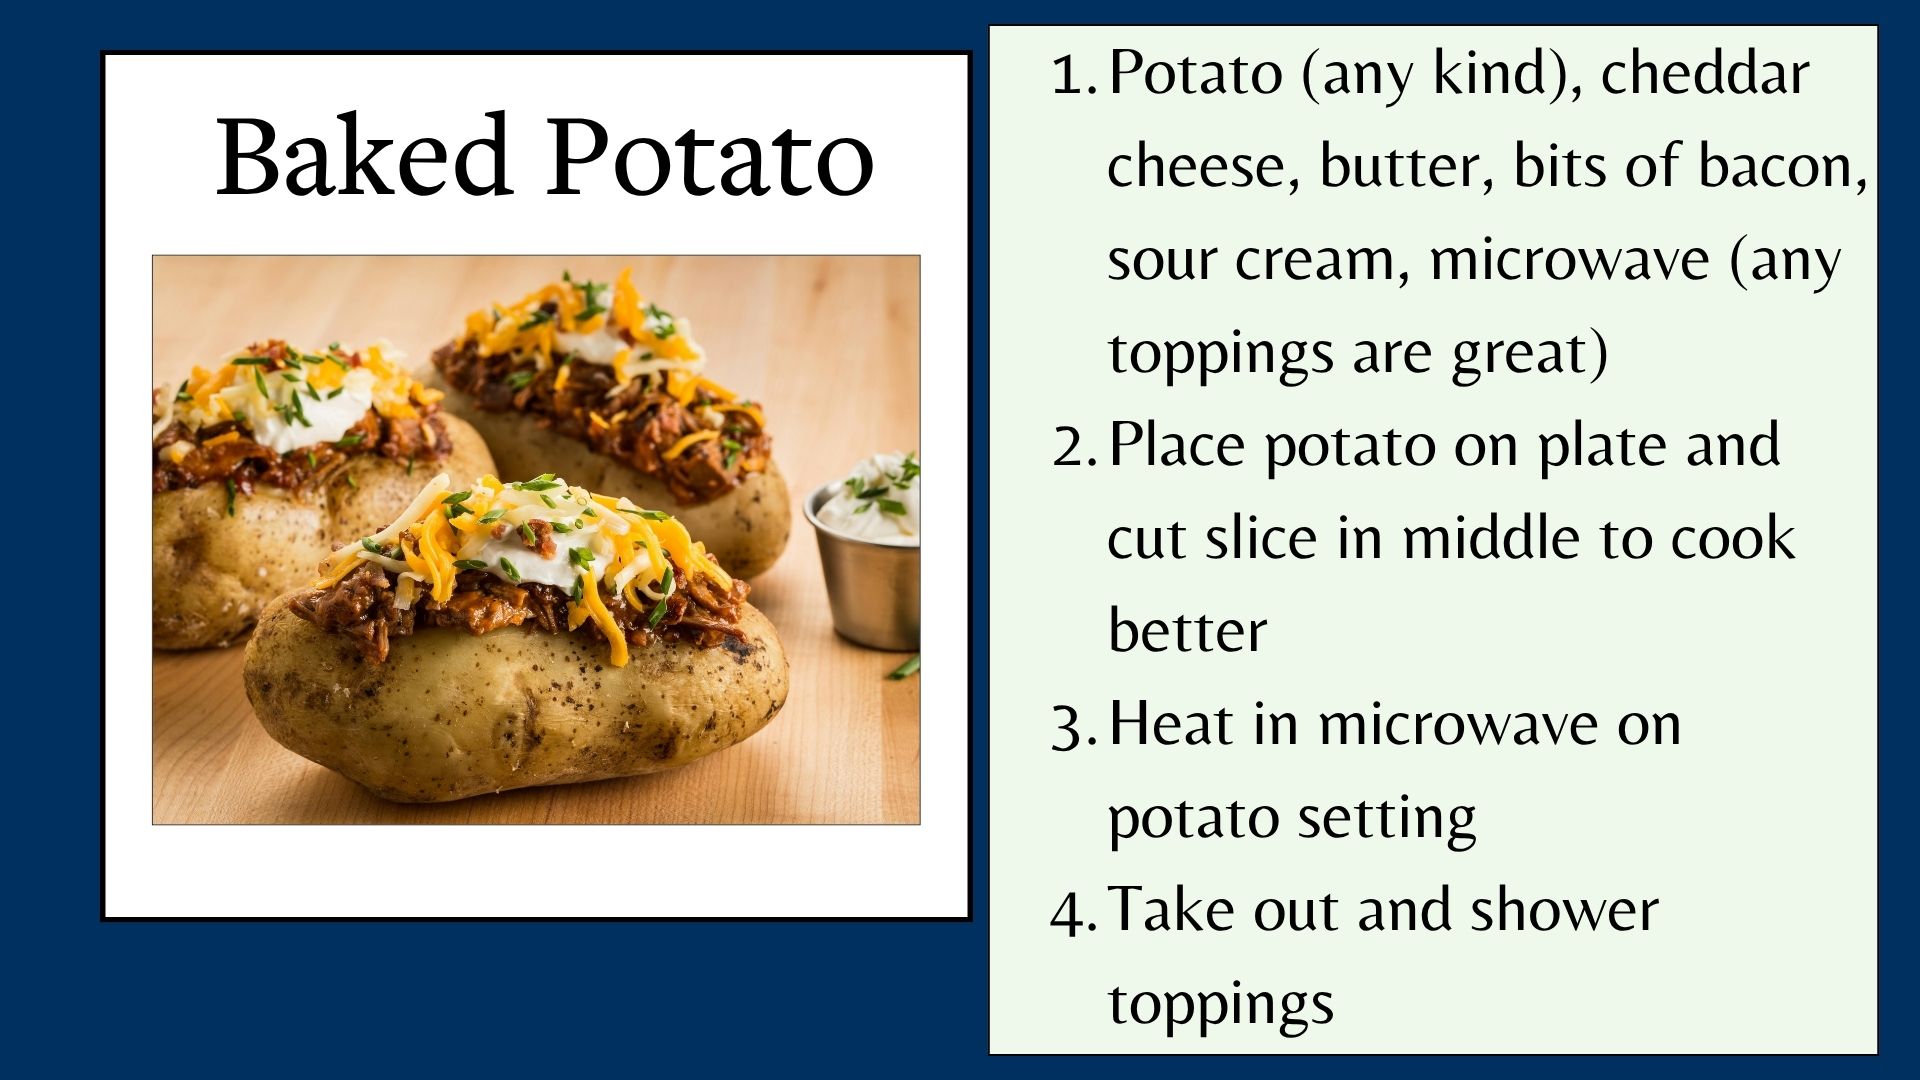 Baked Potato
1. Potato (any kind), cheddar
cheese, butter, bits of bacon,
sour cream, microwave (any
toppings are great)
2. Place potato on plate and
cut slice in middle to cook
better
3. Heat in microwave on
potato setting
4. Take out and shower
toppings